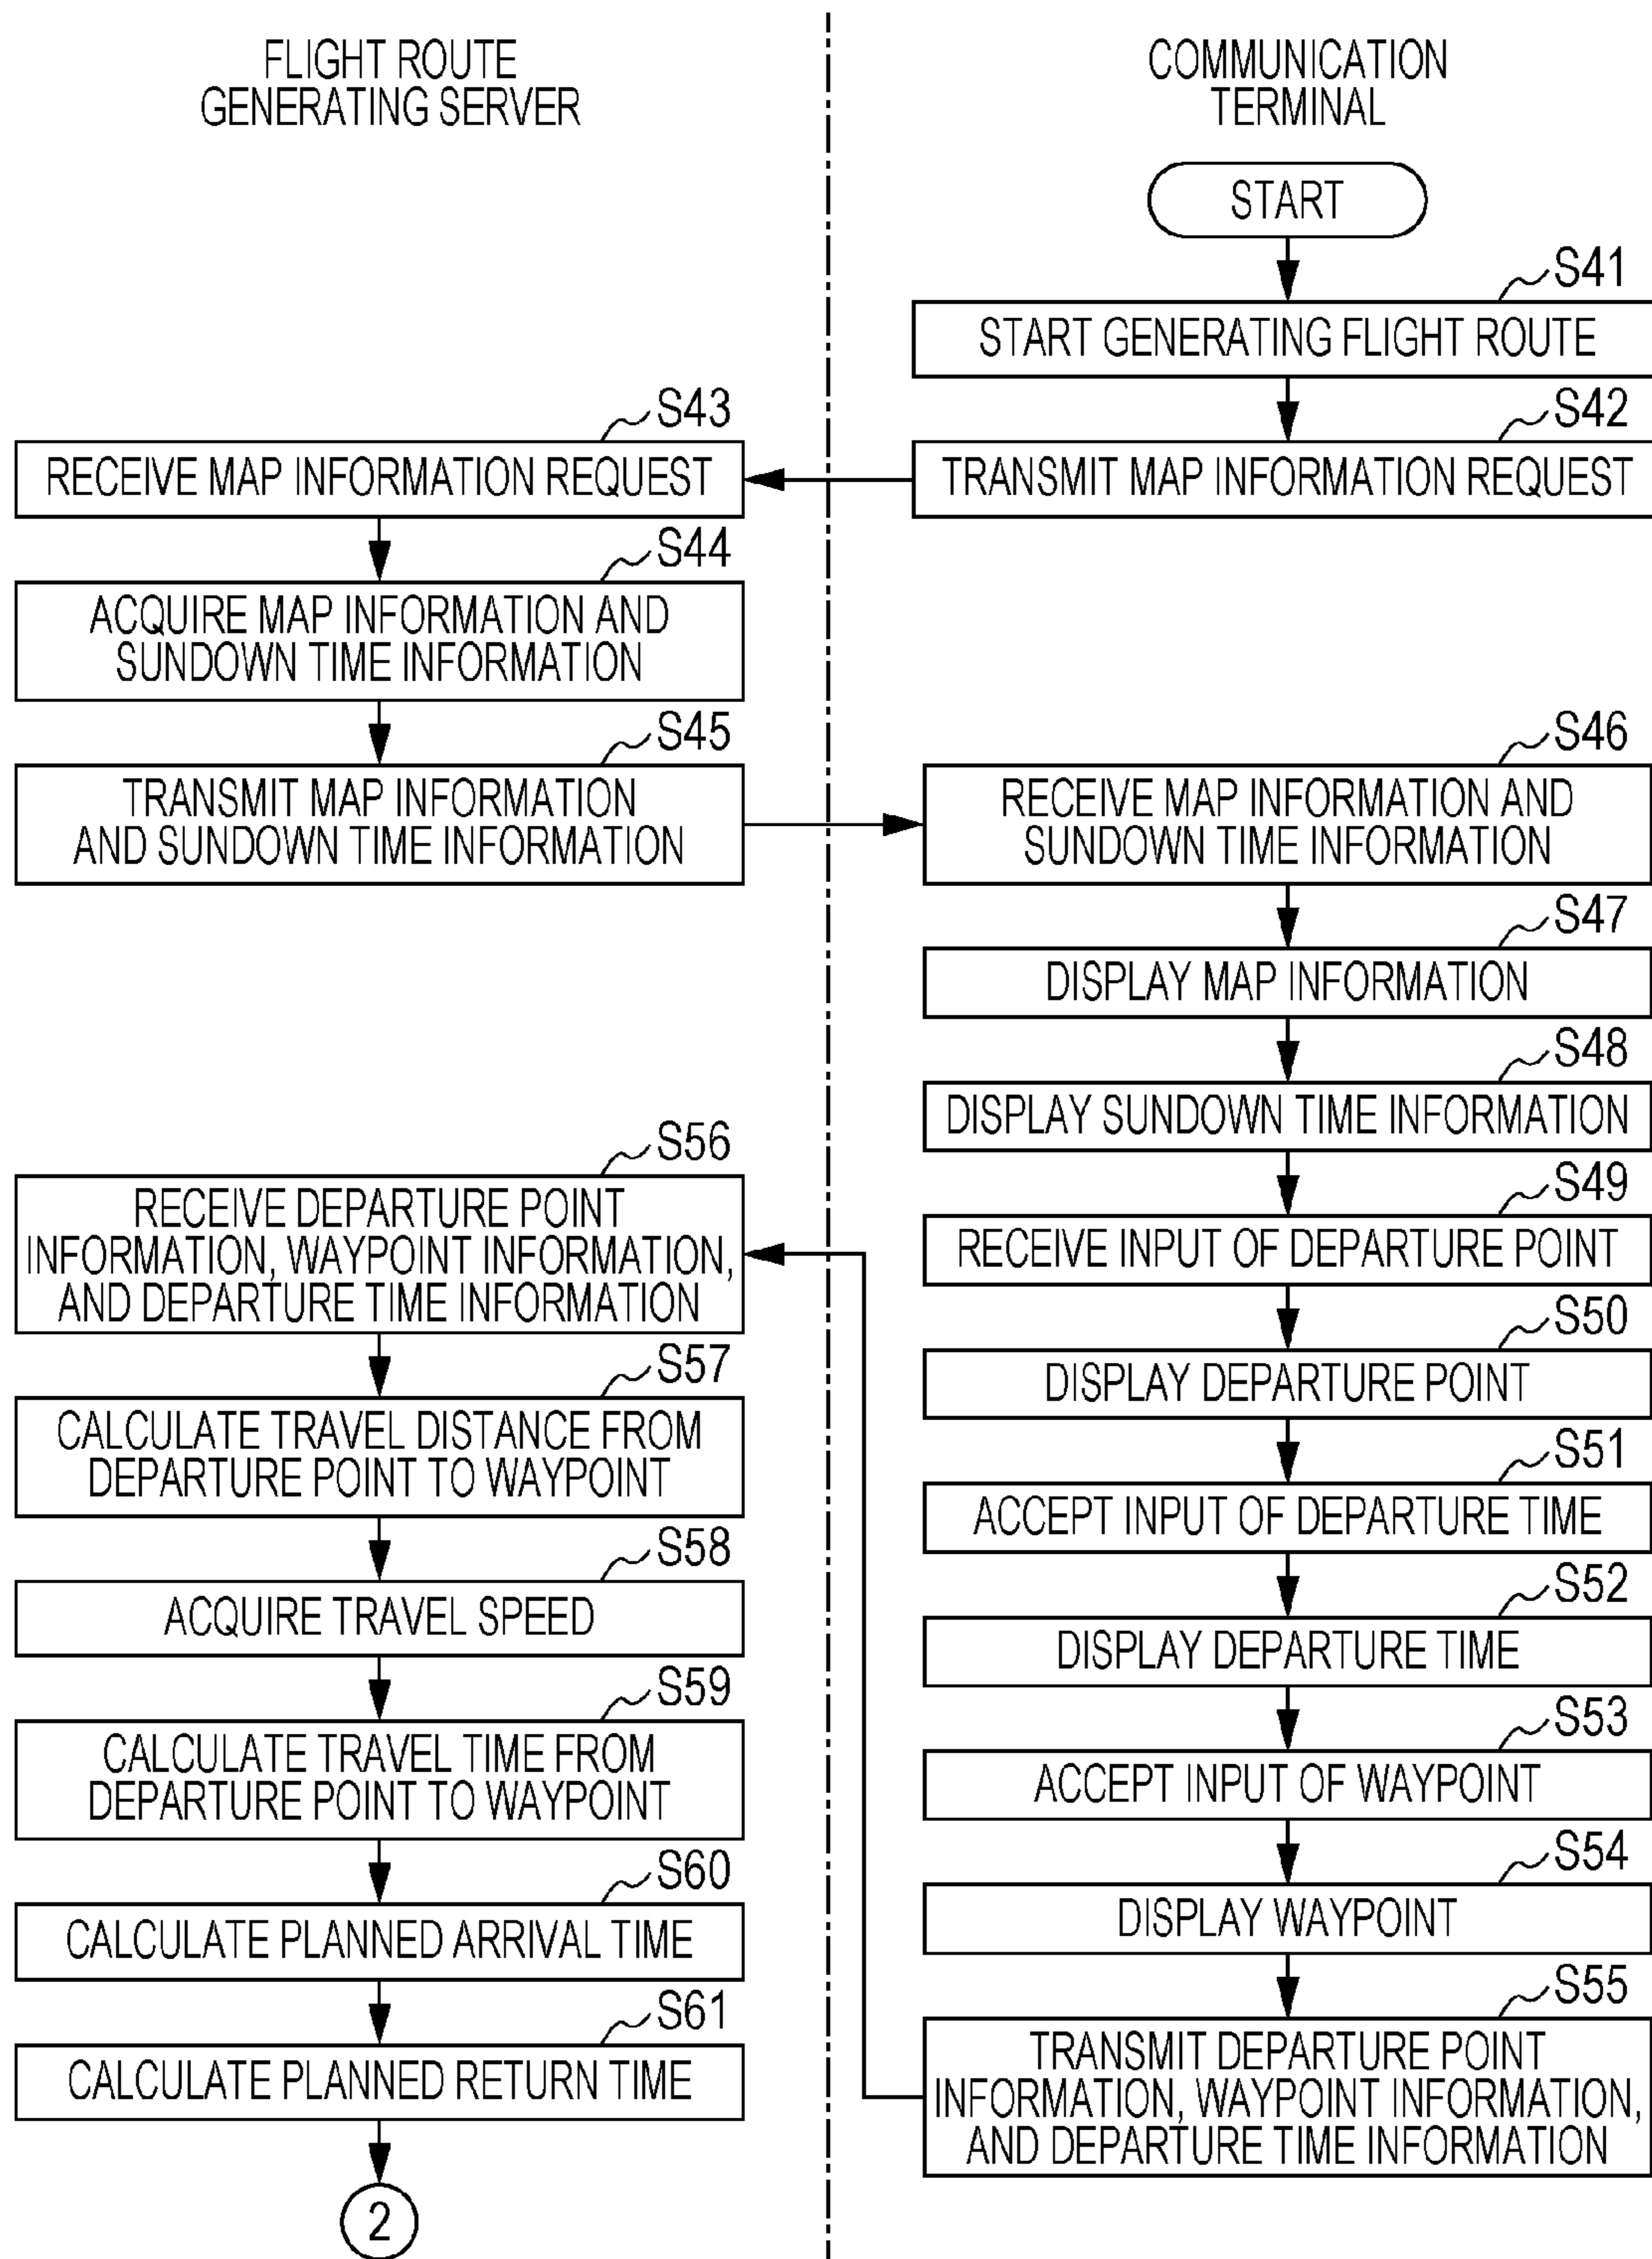 FLIGHT ROUTE
GENERATING SERVER
COMMUNICATION
TERMINAL
START
S41
START GENERATING FLIGHT ROUTE
S42
TRANSMIT MAP INFORMATION REQUEST
S43
RECEIVE MAP INFORMATION REQUEST
S44
ACQUIRE MAP INFORMATION AND
SUNDOWN TIME INFORMATION
S45
TRANSMIT MAP INFORMATION
AND SUNDOWN TIME INFORMATION
S46
RECEIVE MAP INFORMATION AND
SUNDOWN TIME INFORMATION
S47
DISPLAY MAP INFORMATION
S48
DISPLAY SUNDOWN TIME INFORMATION
S49
RECEIVE INPUT OF DEPARTURE POINT
S50
DISPLAY DEPARTURE POINT
S51
ACCEPT INPUT OF DEPARTURE TIME
S52
DISPLAY DEPARTURE TIME
S53
ACCEPT INPUT OF WAYPOINT
S54
DISPLAY WAYPOINT
S55
TRANSMIT DEPARTURE POINT
INFORMATION, WAYPOINT INFORMATION,
AND DEPARTURE TIME INFORMATION
S56
RECEIVE DEPARTURE POINT
INFORMATION, WAYPOINT INFORMATION,
AND DEPARTURE TIME INFORMATION
S57
CALCULATE TRAVEL DISTANCE FROM
DEPARTURE POINT TO WAYPOINT
S58
ACQUIRE TRAVEL SPEED
S59
CALCULATE TRAVEL TIME FROM
DEPARTURE POINT TO WAYPOINT
S60
CALCULATE PLANNED ARRIVAL TIME
S61
CALCULATE PLANNED RETURN TIME
2